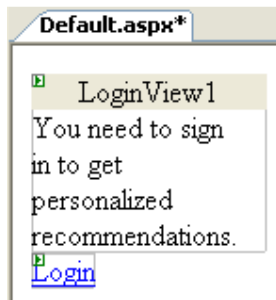 Default.aspx*
LoginView1
You need to sign
in to get
personalized
recommendations.
Login